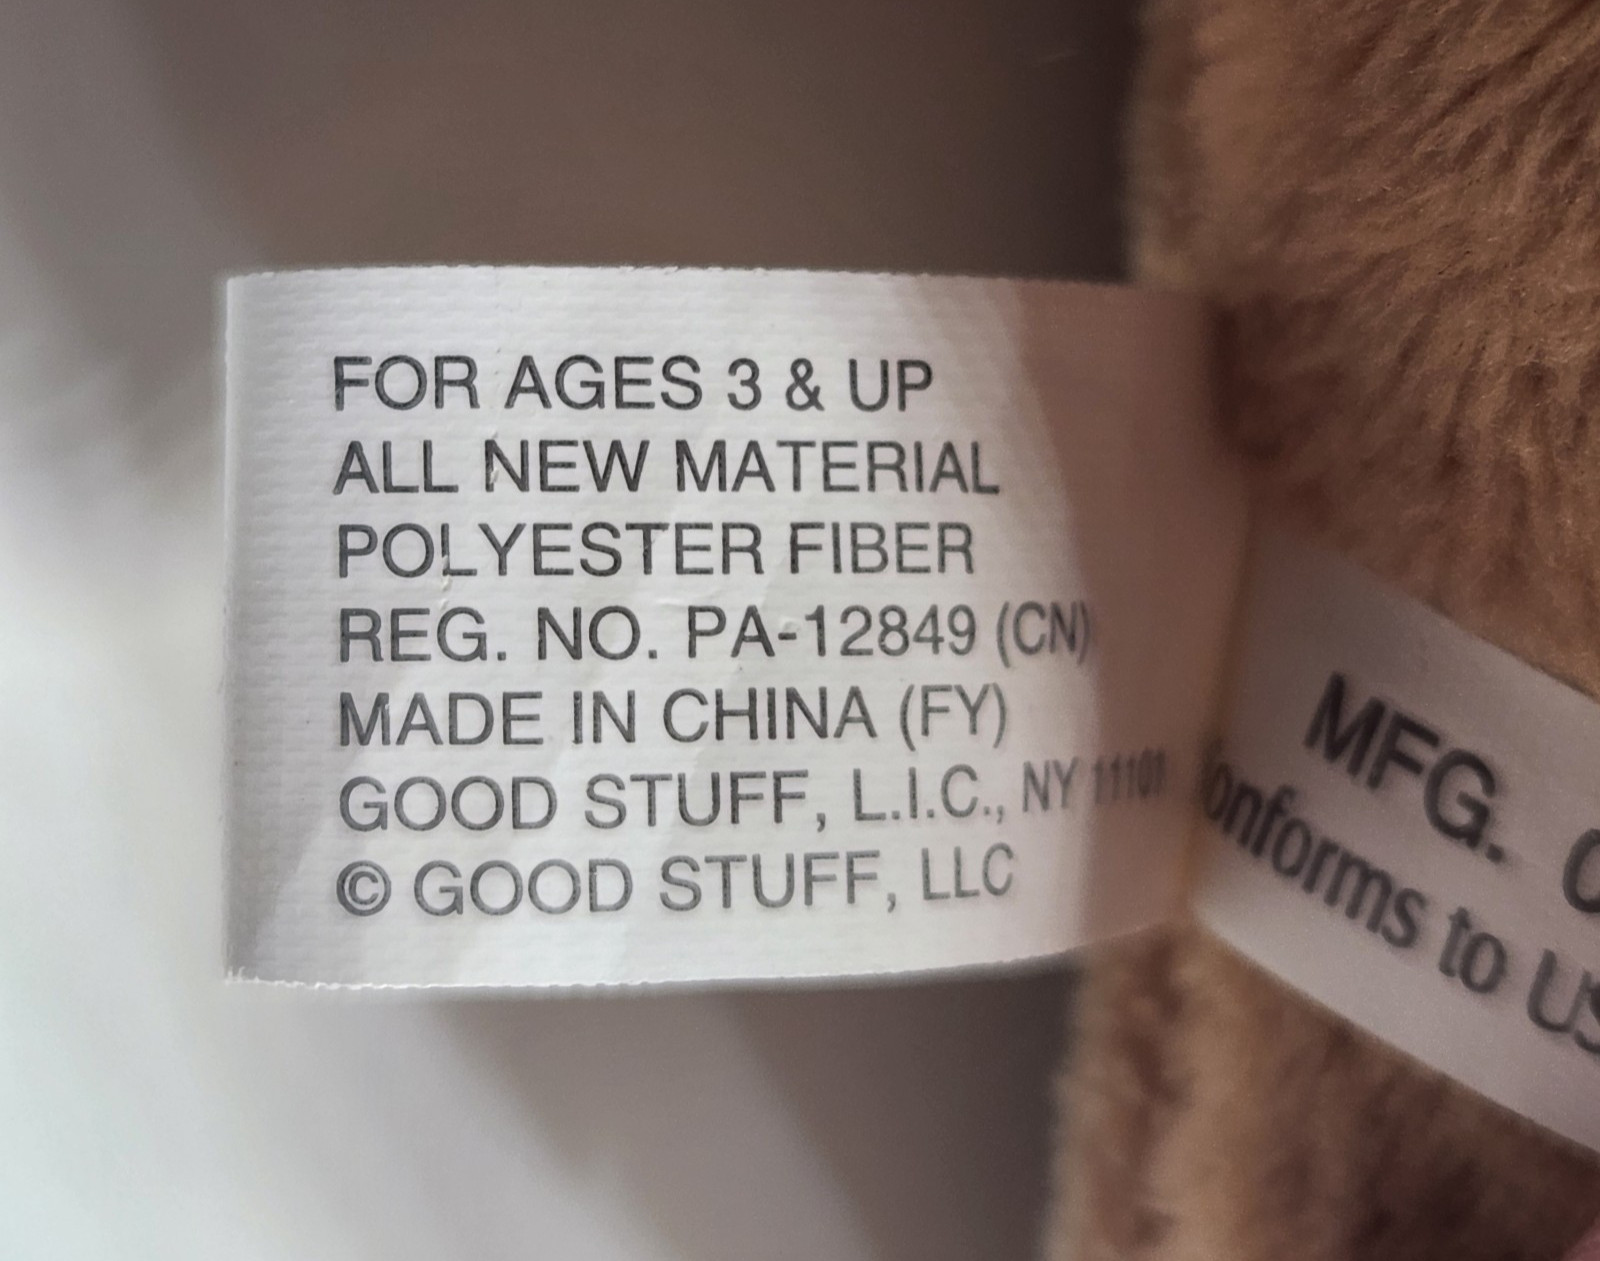 FOR AGES 3 & UP
ALL NEW MATERIAL
POLYESTER FIBER
REG. NO. PA-12849 (CN)
MADE IN CHINA (FY)
GOOD STUFF, L.I.C., NY 11101
© GOOD STUFF, LLC
MFG.
onforms to US